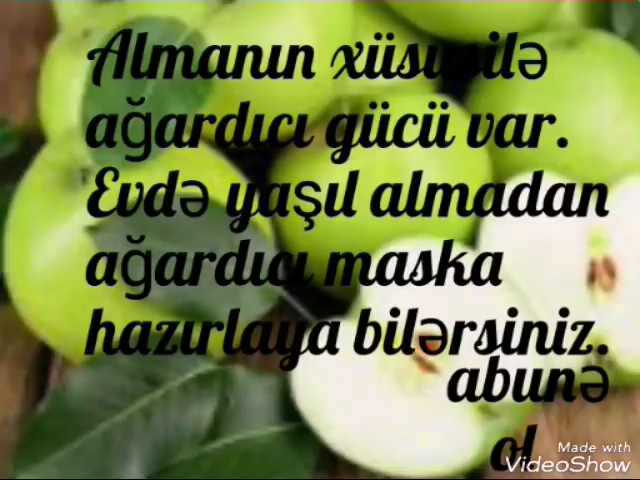 Almanın xüsusilə
ağardıcı gücü var.
Evdə yaşıl almadan
ağardıcı maska
hazırlaya bilərsiniz.
abunə
ol
Made with
VideoShow